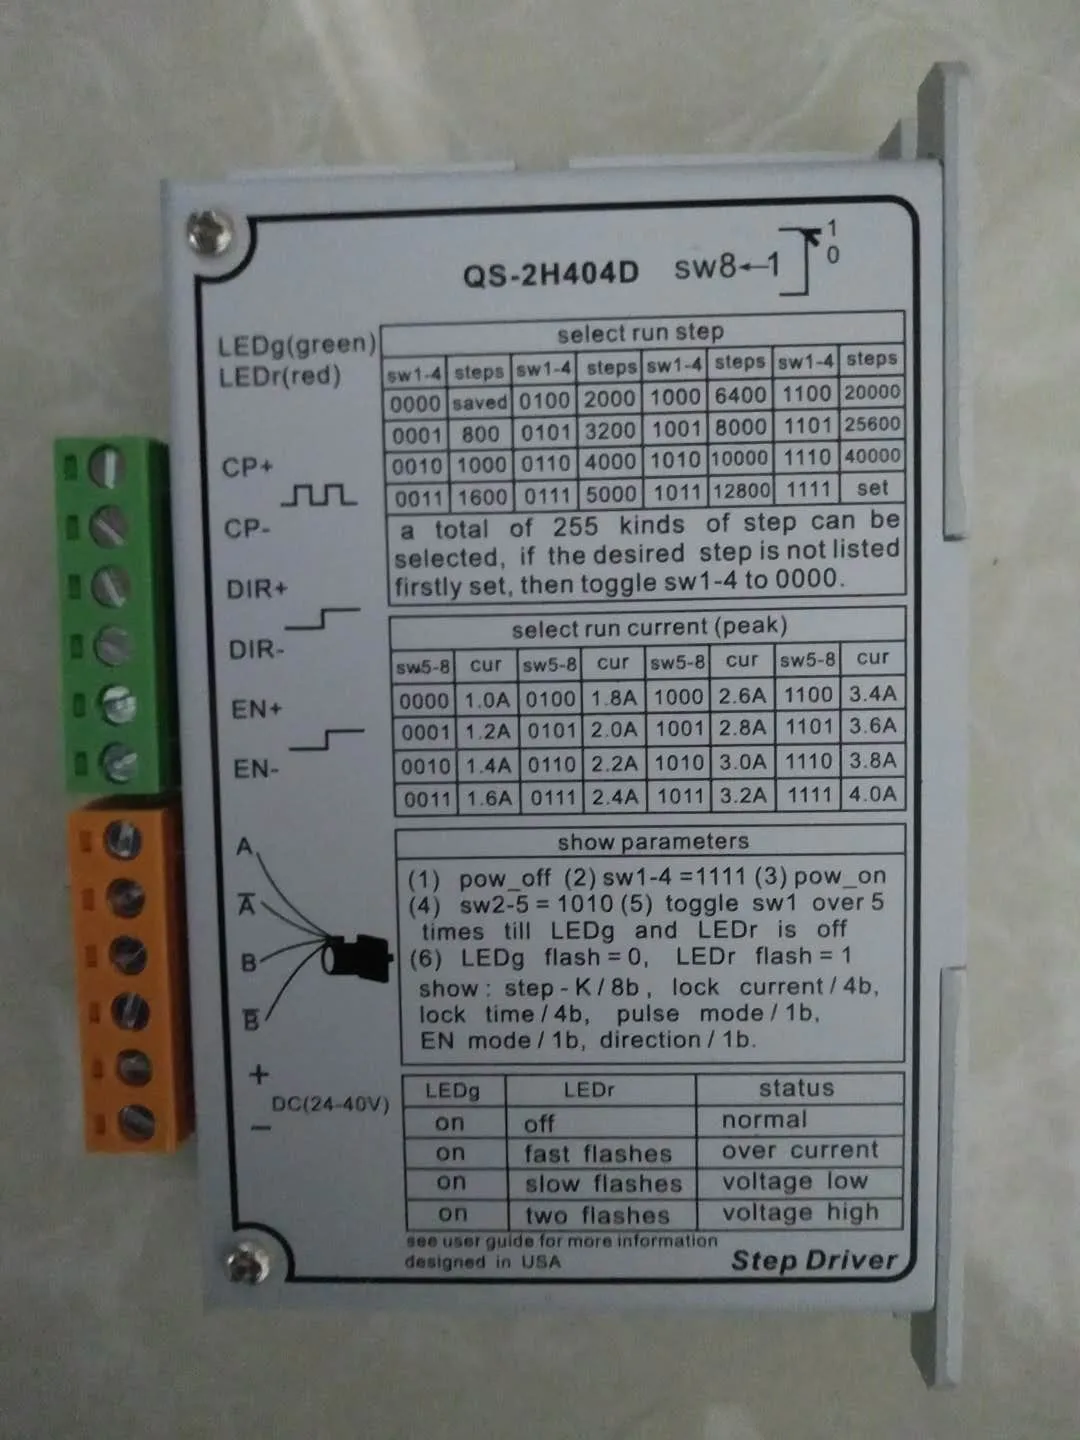 QS-2H404D sw8←1 1
0
LEDg(green)
LEDr(red)
CP+
CP-
DIR+
DIR-
EN+
EN-
A
A̅
B
B̅
+
DC(24-40V)
−
select run step
sw1-4 steps sw1-4 steps sw1-4 steps sw1-4 steps
0000 saved 0100 2000 1000 6400 1100 20000
0001 800 0101 3200 1001 8000 1101 25600
0010 1000 0110 4000 1010 10000 1110 40000
0011 1600 0111 5000 1011 12800 1111 set
a total of 255 kinds of step can be
selected, if the desired step is not listed
firstly set, then toggle sw1-4 to 0000.
select run current (peak)
sw5-8 cur sw5-8 cur sw5-8 cur sw5-8 cur
0000 1.0A 0100 1.8A 1000 2.6A 1100 3.4A
0001 1.2A 0101 2.0A 1001 2.8A 1101 3.6A
0010 1.4A 0110 2.2A 1010 3.0A 1110 3.8A
0011 1.6A 0111 2.4A 1011 3.2A 1111 4.0A
show parameters
(1) pow_off (2) sw1-4 =1111 (3) pow_on
(4) sw2-5 = 1010 (5) toggle sw1 over 5
times till LEDg and LEDr is off
(6) LEDg flash = 0, LEDr flash = 1
show : step - K / 8b , lock current / 4b,
lock time / 4b, pulse mode / 1b,
EN mode / 1b, direction / 1b.
LEDg LEDr status
on off normal
on fast flashes over current
on slow flashes voltage low
on two flashes voltage high
see user guide for more information
designed in USA
Step Driver